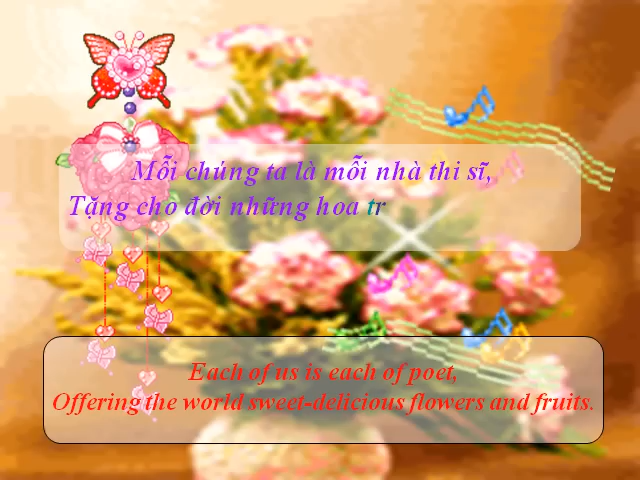 Mỗi chúng ta là mỗi nhà thi sĩ,
Tặng cho đời những hoa tr
Each of us is each of poet,
Offering the world sweet-delicious flowers and fruits.